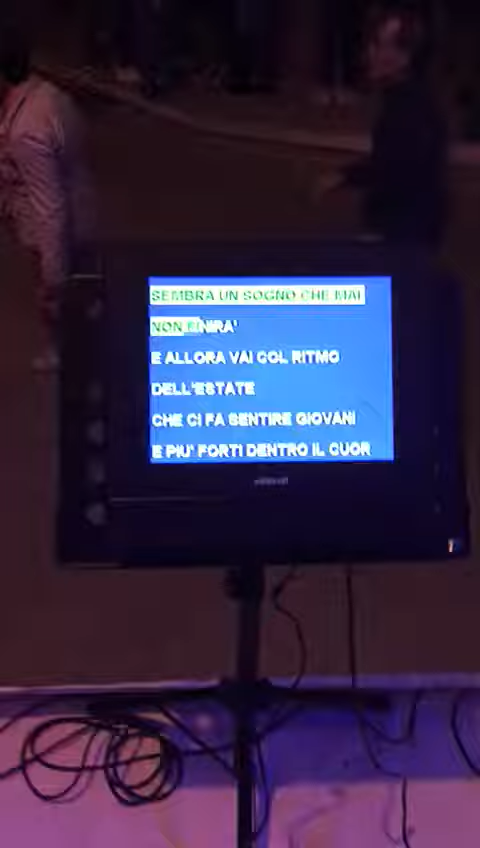 SEMBRA UN SOGNO CHE MAI
NON FINIRA'
E ALLORA VAI COL RITMO
DELL'ESTATE
CHE CI FA SENTIRE GIOVANI
E PIU' FORTI DENTRO IL CUOR